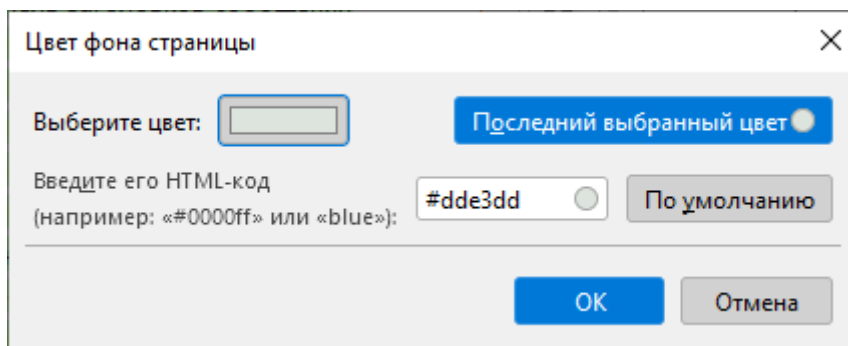 Цвет фона страницы
Выберите цвет:
Последний выбранный цвет
Введите его HTML-код
(например: «#0000ff» или «blue»):
#dde3dd
По умолчанию
OK
Отмена